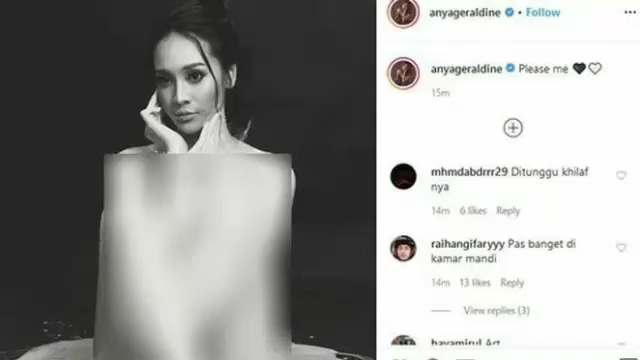 anyageraldine • Follow
anyageraldine Please me 🖤🤍
15m
mhmdabdrrr29 Ditunggu khilaf
nya
14m 6 likes Reply
raihangifaryyy Pas banget di
kamar mandi
14m 13 likes Reply
View replies (3)
hayamirul Art